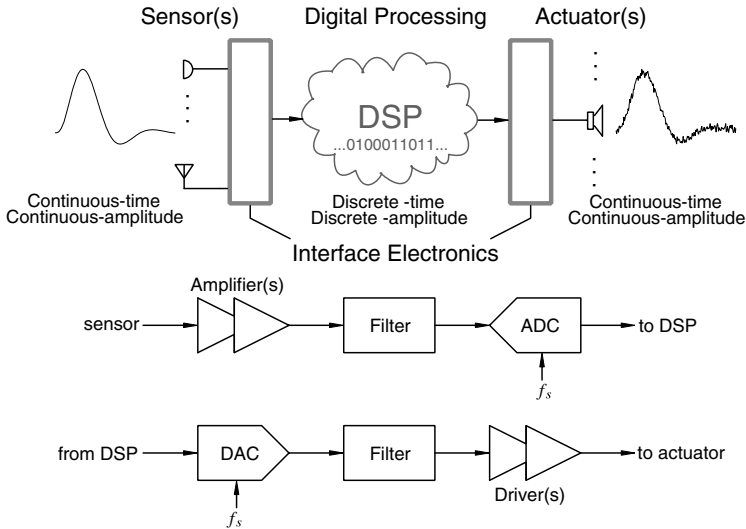 Sensor(s) Digital Processing Actuator(s)
DSP
...0100011011...
Continuous-time
Continuous-amplitude
Discrete -time
Discrete -amplitude
Continuous-time
Continuous-amplitude
Interface Electronics
Amplifier(s)
sensor Filter ADC to DSP
fs
from DSP DAC Filter to actuator
Driver(s)
fs